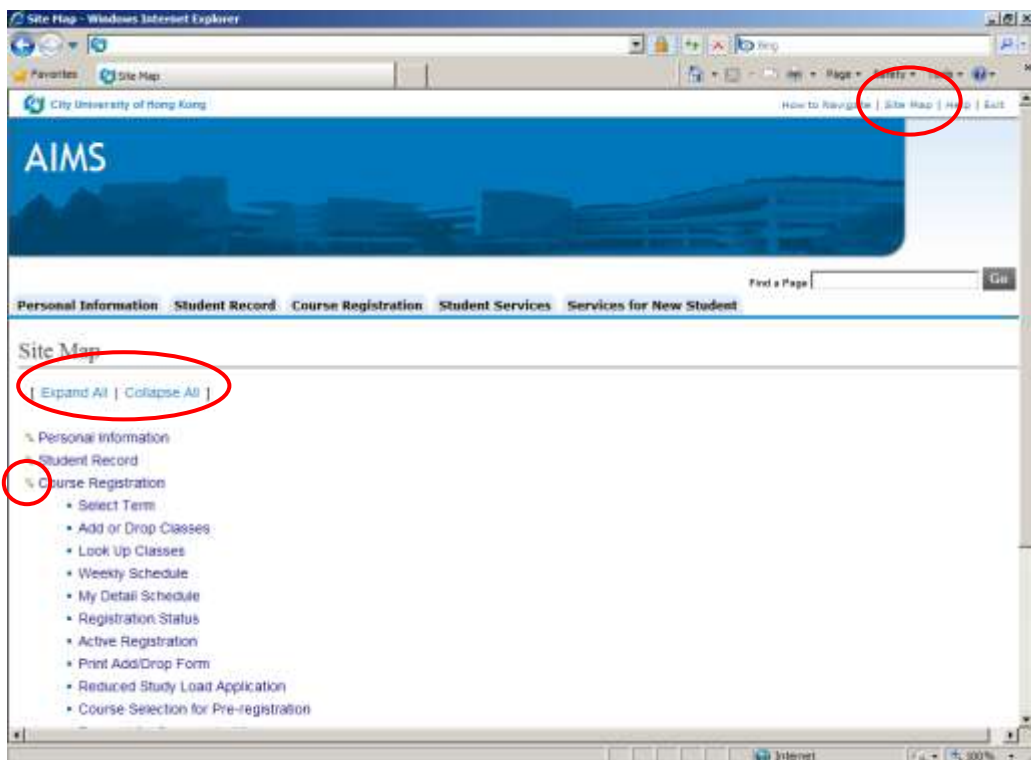 Site Map - Windows Internet Explorer
Bing
Favorites Site Map Page Safety Tools
City University of Hong Kong How to Navigate | Site Map | Help | Exit
AIMS
Find a Page Go
Personal Information Student Record Course Registration Student Services Services for New Student
Site Map
[ Expand All | Collapse All ]
Personal Information
Student Record
Course Registration
Select Term
Add or Drop Classes
Look Up Classes
Weekly Schedule
My Detail Schedule
Registration Status
Active Registration
Print Add/Drop Form
Reduced Study Load Application
Course Selection for Pre-registration
Internet 100%